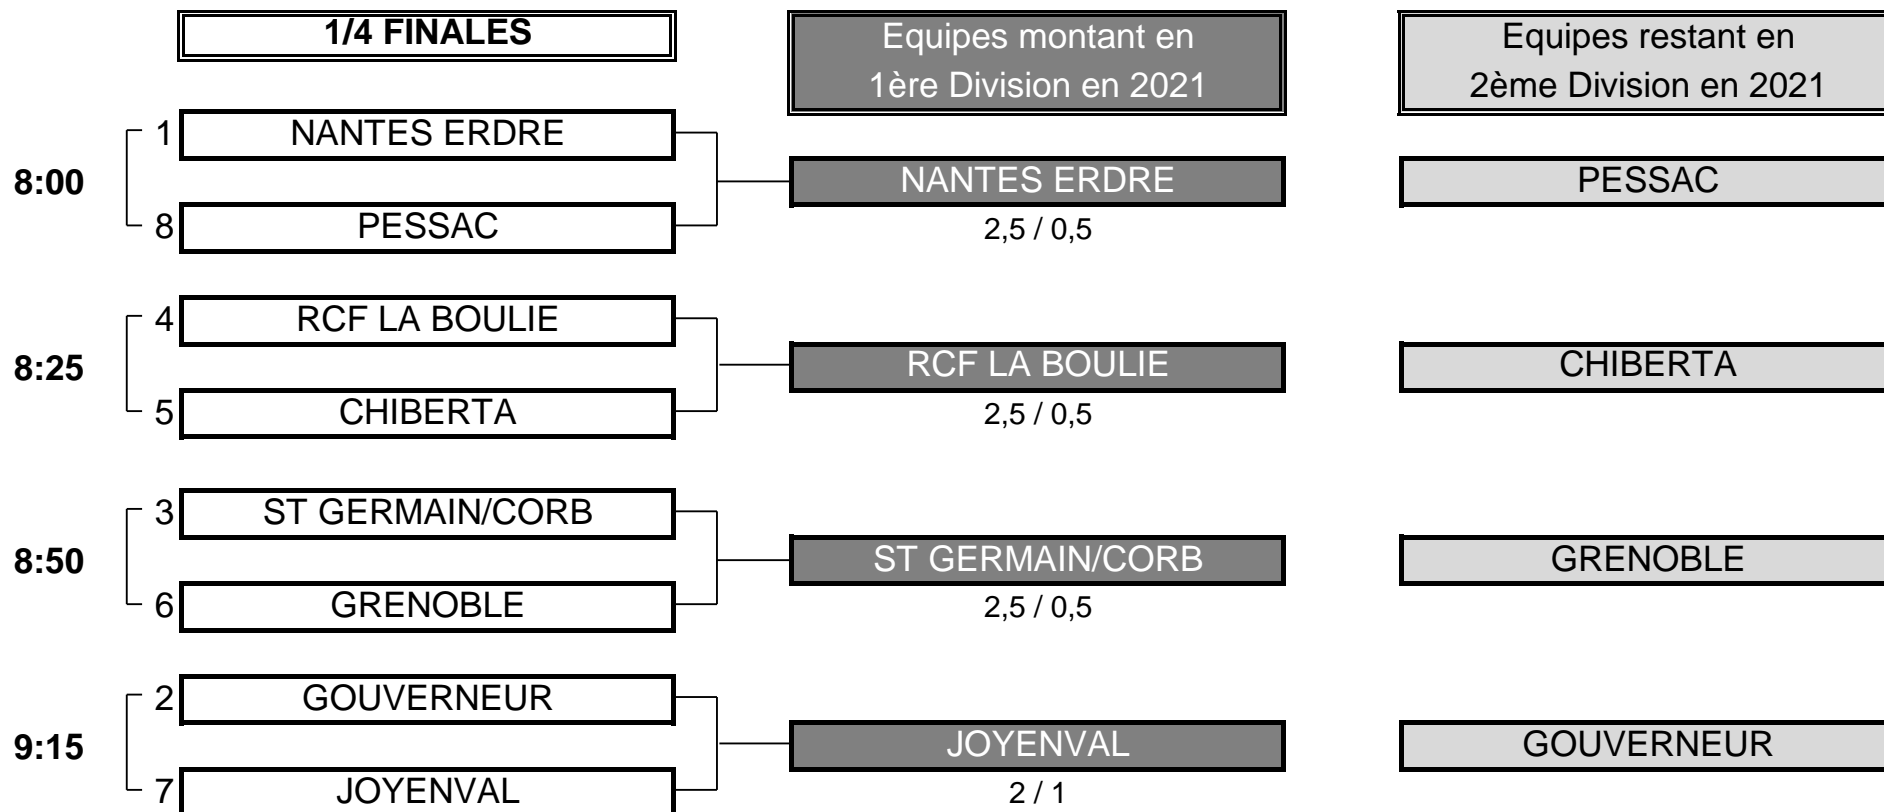 1/4 FINALES
Equipes montant en
1ère Division en 2021
Equipes restant en
2ème Division en 2021
8:00
1 NANTES ERDRE
8 PESSAC
NANTES ERDRE
2,5 / 0,5
PESSAC
8:25
4 RCF LA BOULIE
5 CHIBERTA
RCF LA BOULIE
2,5 / 0,5
CHIBERTA
8:50
3 ST GERMAIN/CORB
6 GRENOBLE
ST GERMAIN/CORB
2,5 / 0,5
GRENOBLE
9:15
2 GOUVERNEUR
7 JOYENVAL
JOYENVAL
2 / 1
GOUVERNEUR